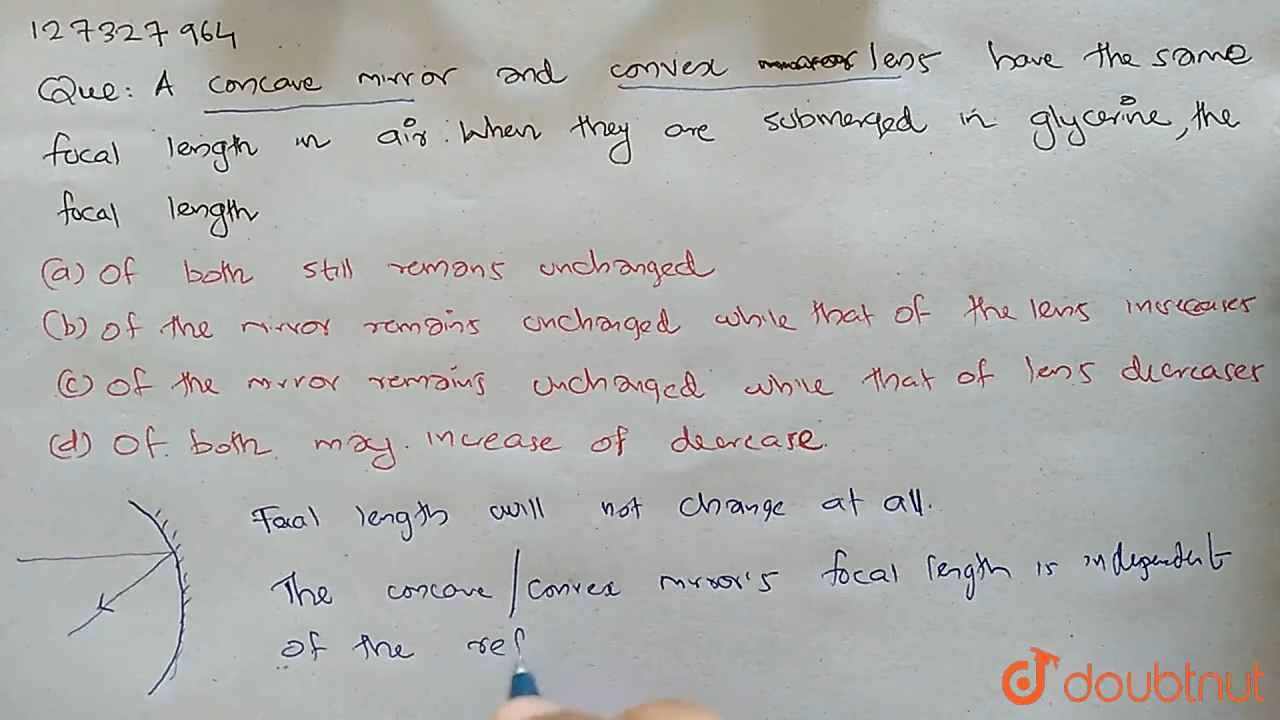 127327964
Que: A concave mirror and convex lens have the same
focal length in air. When they are submerged in glycerine, the
focal length
(a) Of both still remans unchanged
(b) Of the mirror remains unchanged while that of the lens increases
(c) Of the mirror remains unchanged while that of lens decreases
(d) Of both may increase of decrease.
Focal length will not change at all.
The concave/convex mirror's focal length is independent
of the ref
doubtnut